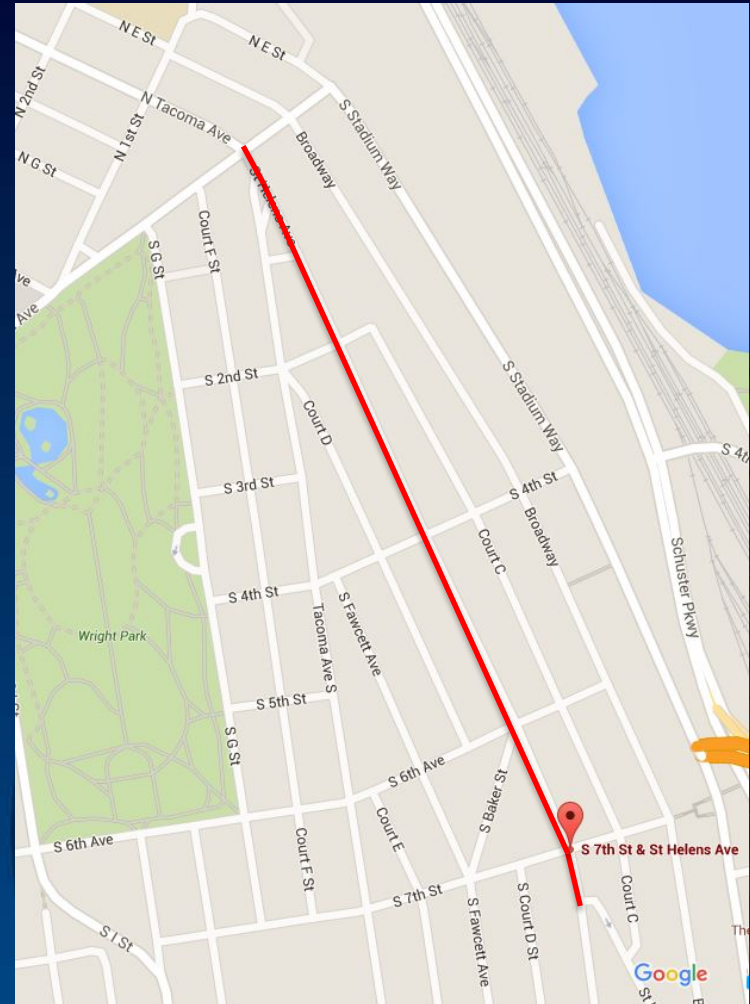 N E St
N E St
N 2nd St
N Tacoma Ave
N 1st St
S Stadium Way
N G St
Broadway
St Helens Ave
Court F St
S G St
ve
Ave
S 2nd St
S Stadium Way
Court D
S 4th
S 3rd St
S 4th St
Broadway
Court C
Schuster Pkwy
S 4th St
S Fawcett Ave
Tacoma Ave S
Wright Park
S 5th St
S G St
S 6th Ave
S Baker St
S 6th Ave
Court E
S 7th St & St Helens Ave
Court F St
S 7th St
S Court D St
Court C
S Fawcett Ave
S I St
The
Google
St